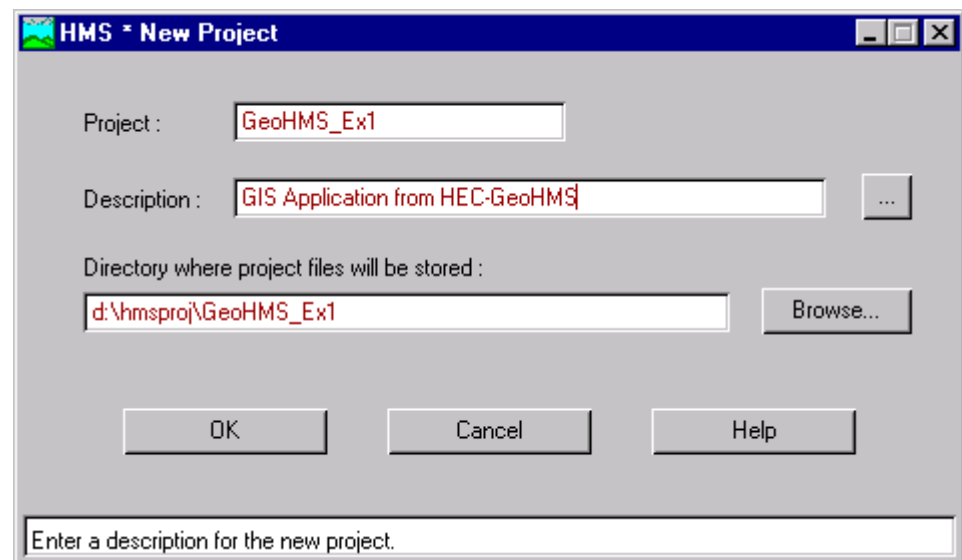 HMS * New Project
Project : GeoHMS_Ex1
Description : GIS Application from HEC-GeoHMS ...
Directory where project files will be stored :
d:\hmsproj\GeoHMS_Ex1 Browse...
OK Cancel Help
Enter a description for the new project.